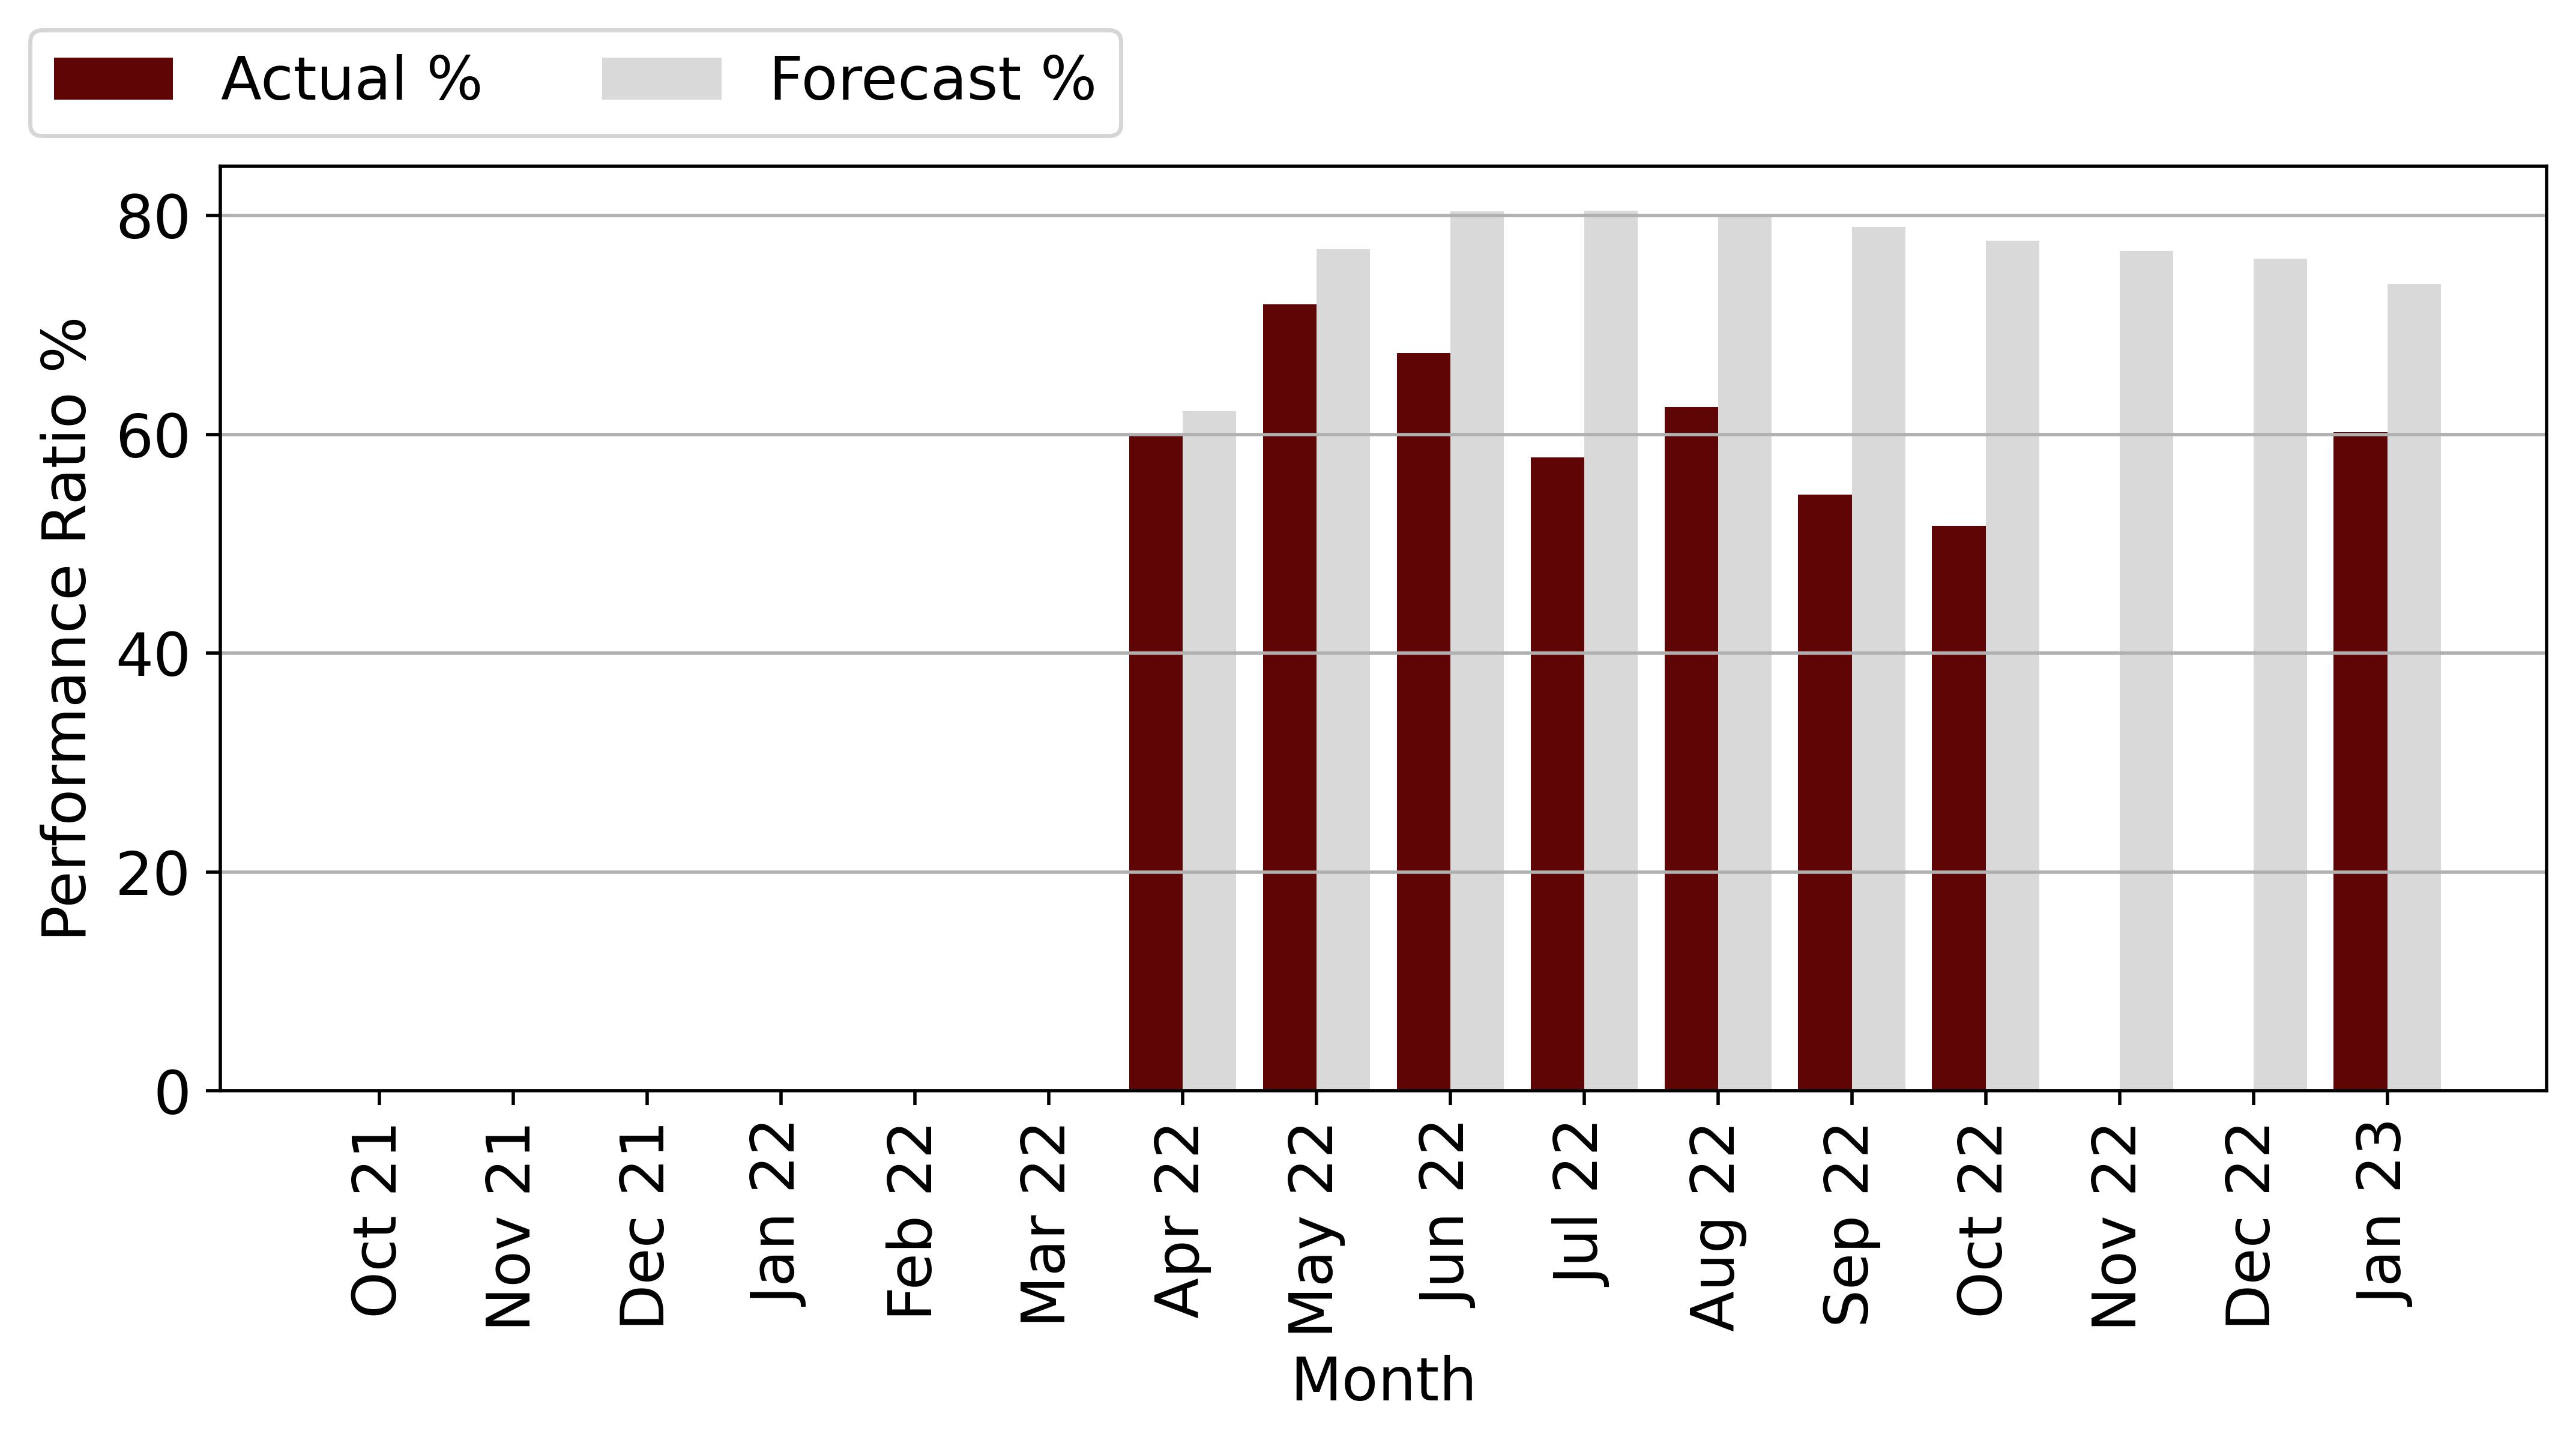 Actual % Forecast %
Performance Ratio %
80
60
40
20
0
Oct 21
Nov 21
Dec 21
Jan 22
Feb 22
Mar 22
Apr 22
May 22
Jun 22
Jul 22
Aug 22
Sep 22
Oct 22
Nov 22
Dec 22
Jan 23
Month